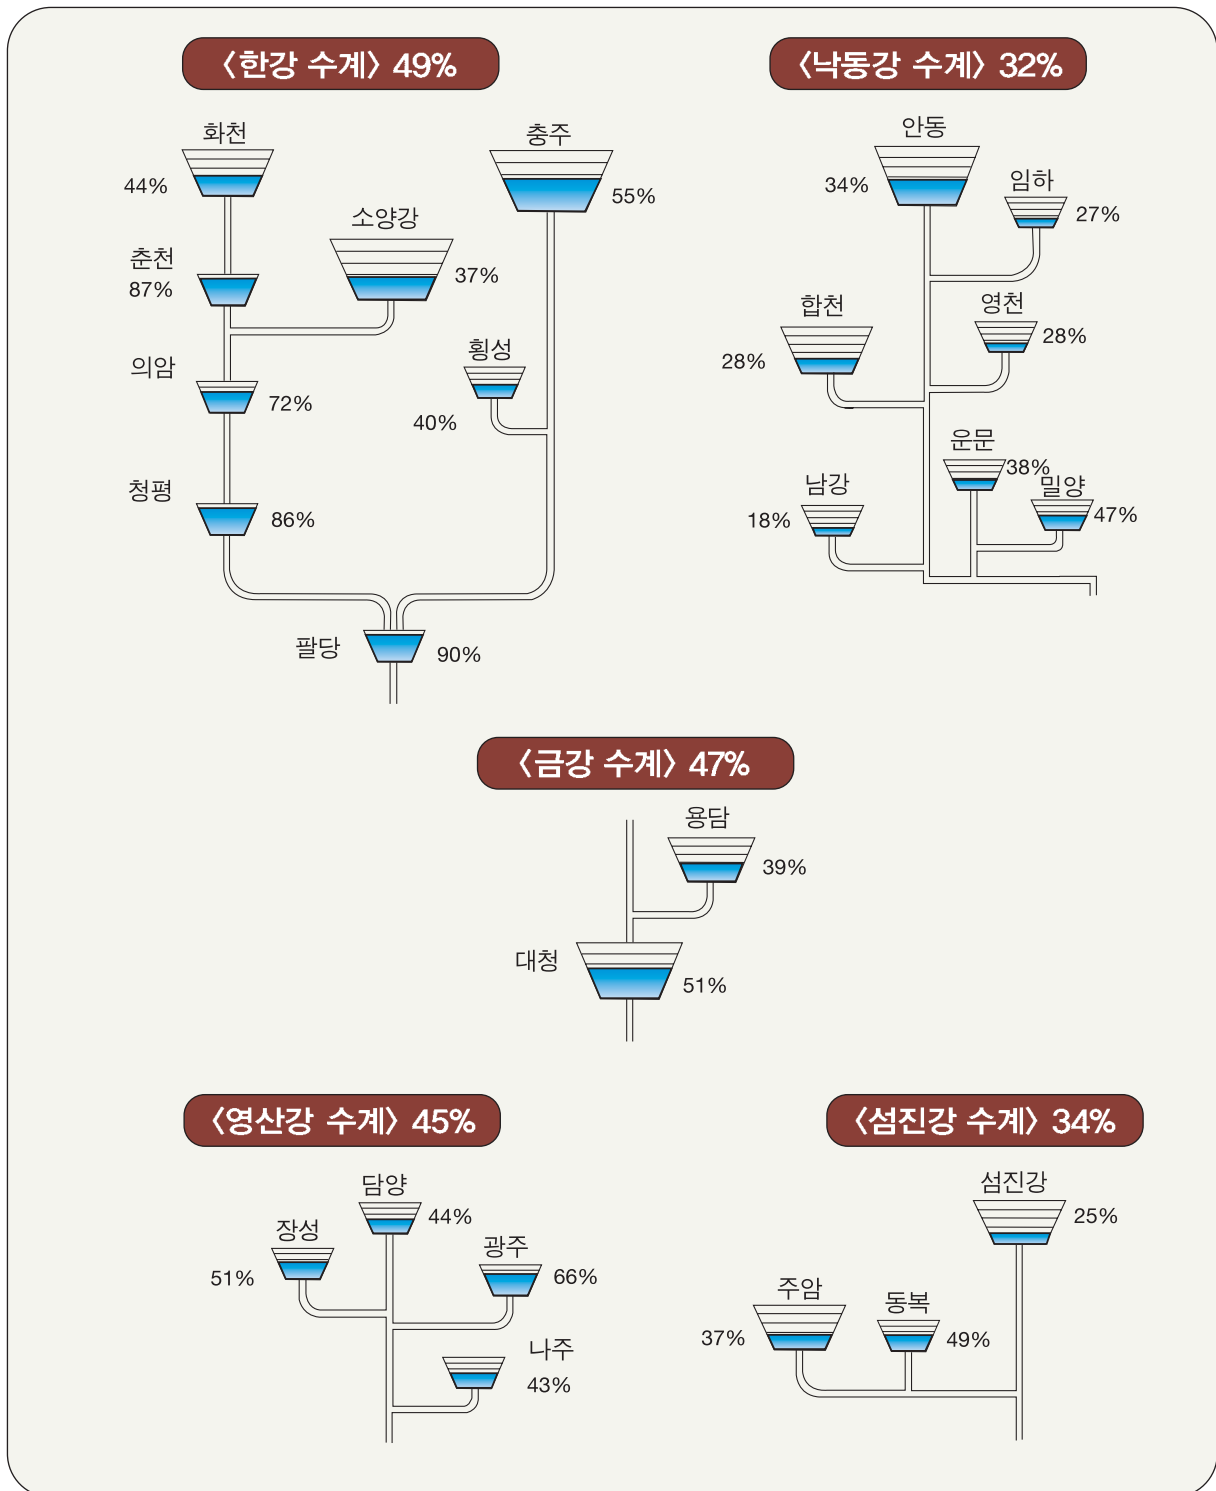 〈한강 수계〉 49%
화천
44%
충주
55%
소양강
37%
춘천
87%
횡성
40%
의암
72%
청평
86%
팔당
90%
〈낙동강 수계〉 32%
안동
34%
임하
27%
합천
28%
영천
28%
운문
38%
밀양
47%
남강
18%
〈금강 수계〉 47%
용담
39%
대청
51%
〈영산강 수계〉 45%
담양
44%
장성
51%
광주
66%
나주
43%
〈섬진강 수계〉 34%
섬진강
25%
주암
37%
동복
49%